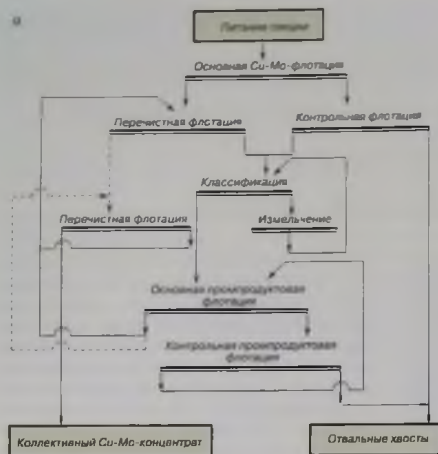 а
Питание секции
Основная Cu-Mo-флотация
Перечистная флотация
Контрольная флотация
Классификация
Перечистная флотация
Измельчение
Основная промпродуктовая
флотация
Контрольная промпродуктовая
флотация
Коллективный Cu-Mo-концентрат
Отвальные хвосты